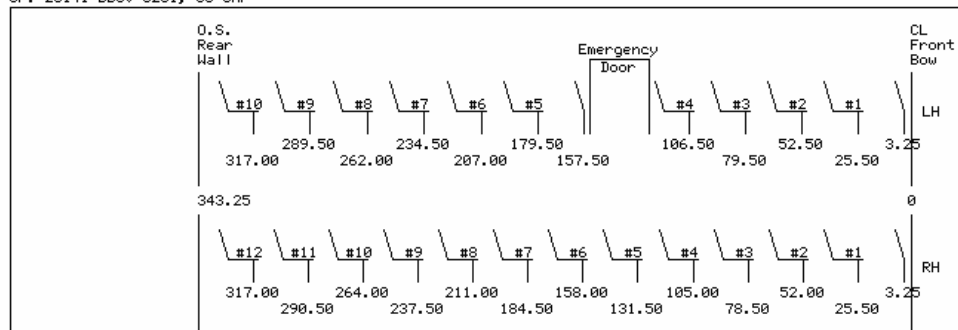 O.S. CL
Rear Front
Wall Emergency Bow
Door
#10 #9 #8 #7 #6 #5 #4 #3 #2 #1 LH
289.50 234.50 179.50 106.50 52.50 3.25
317.00 262.00 207.00 157.50 79.50 25.50
343.25 0
#12 #11 #10 #9 #8 #7 #6 #5 #4 #3 #2 #1 RH
317.00 264.00 211.00 158.00 105.00 52.00 3.25
290.50 237.50 184.50 131.50 78.50 25.50